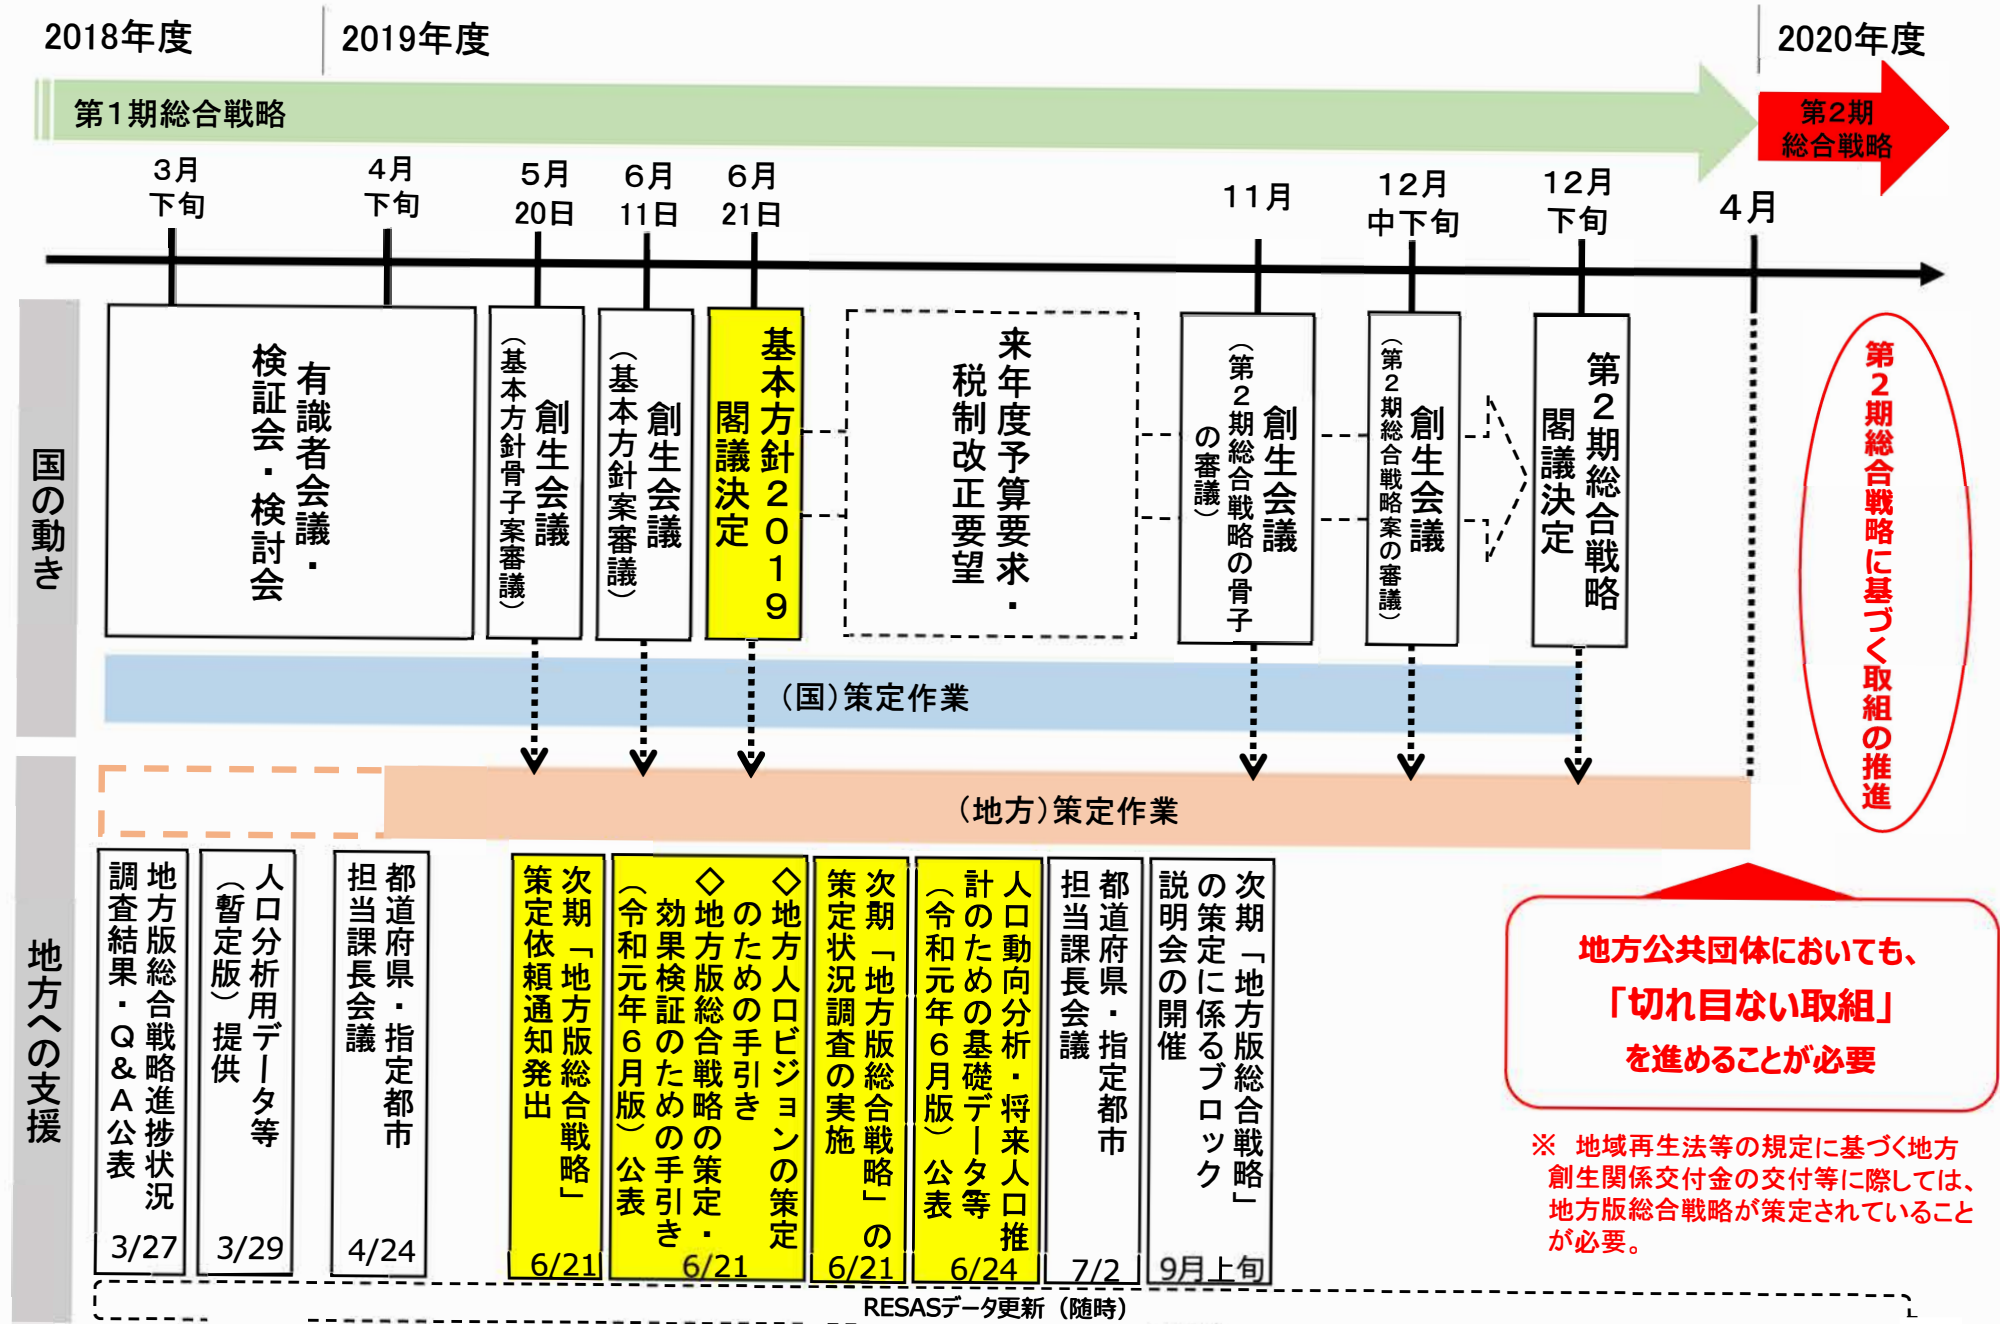 2018年度
2019年度
2020年度
第1期総合戦略
第2期
総合戦略
3月
下旬
4月
下旬
5月
20日
6月
11日
6月
21日
11月
12月
中下旬
12月
下旬
4月
国の動き
有識者会議・
検証会・検討会
創生会議
（基本方針骨子案審議）
創生会議
（基本方針案審議）
基本方針2019
閣議決定
来年度予算要求・
税制改正要望
創生会議
（第2期総合戦略の骨子
の審議）
創生会議
（第2期総合戦略案の審議）
第2期総合戦略
閣議決定
第2期総合戦略に基づく取組の推進
（国）策定作業
（地方）策定作業
地方への支援
地方版総合戦略進捗状況
調査結果・Q&A公表
3/27
人口分析用データ等
（暫定版）提供
3/29
都道府県・指定都市
担当課長会議
4/24
次期「地方版総合戦略」
策定依頼通知発出
6/21
◇地方人口ビジョンの策定
のための手引き
◇地方版総合戦略の策定・
効果検証のための手引き
（令和元年6月版）公表
6/21
次期「地方版総合戦略」の
策定状況調査の実施
6/21
人口動向分析・将来人口推
計のための基礎データ等
（令和元年6月版）公表
6/24
都道府県・指定都市
担当課長会議
7/2
次期「地方版総合戦略」
の策定に係るブロック
説明会の開催
9月上旬
地方公共団体においても、
「切れ目ない取組」
を進めることが必要
※ 地域再生法等の規定に基づく地方
創生関係交付金の交付等に際しては、
地方版総合戦略が策定されていること
が必要。
RESASデータ更新（随時）